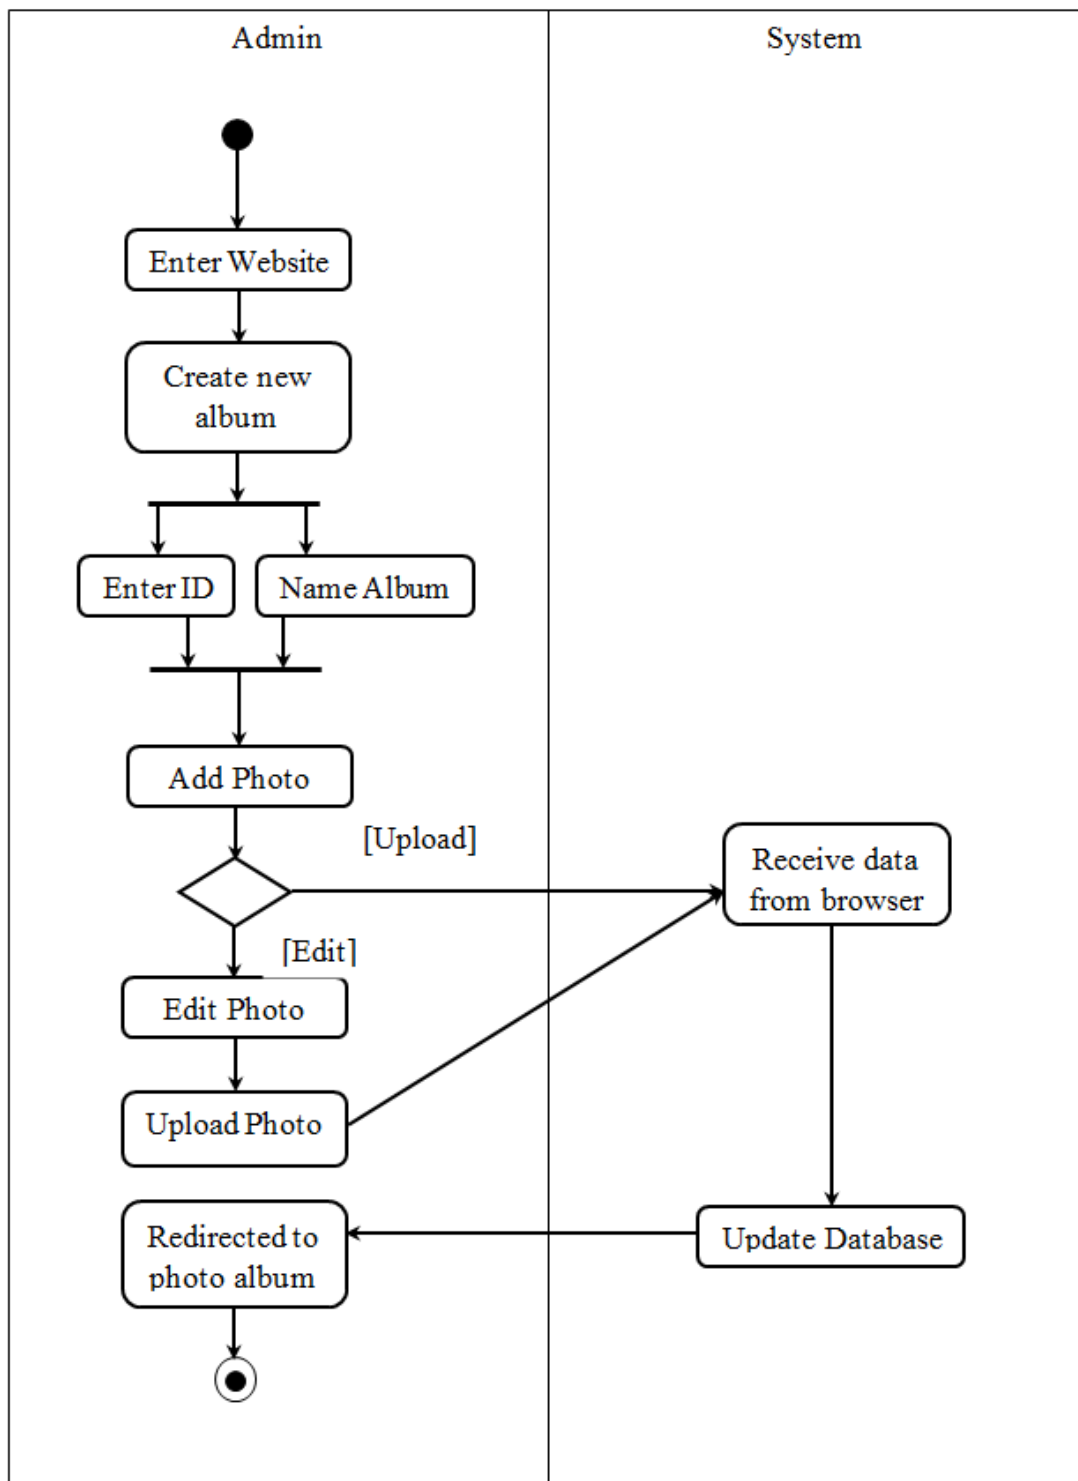 Admin
System
Enter Website
Create new
album
Enter ID
Name Album
Add Photo
[Upload]
Receive data
from browser
[Edit]
Edit Photo
Upload Photo
Redirected to
photo album
Update Database